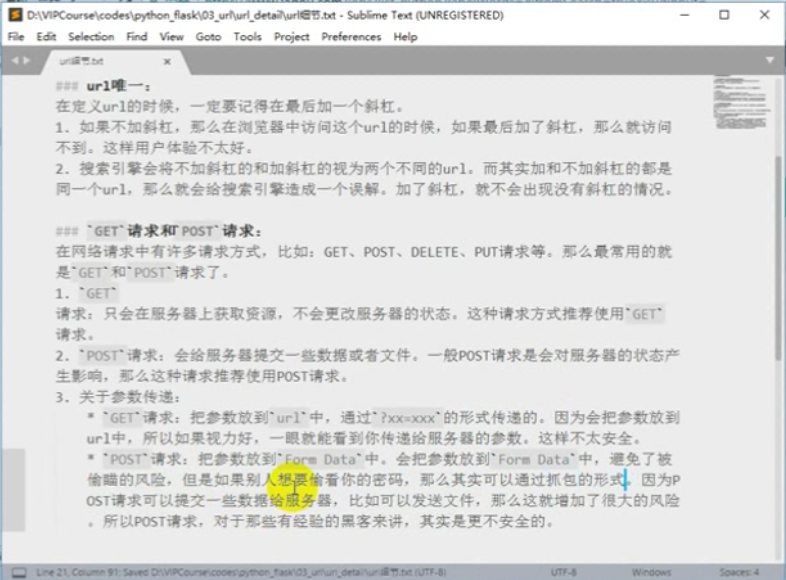 D:\VIPCourse\codes\python_flask\03_url\url_detail\url细节.txt - Sublime Text (UNREGISTERED)
File Edit Selection Find View Goto Tools Project Preferences Help
url细节.txt
### url唯一：
在定义url的时候，一定要记得在最后加一个斜杠。
1. 如果不加斜杠，那么在浏览器中访问这个url的时候，如果最后加了斜杠，那么就访问
不到。这样用户体验不太好。
2. 搜索引擎会将不加斜杠的和加斜杠的视为两个不同的url。而其实加和不加斜杠的都是
同一个url，那么就会给搜索引擎造成一个误解。加了斜杠，就不会出现没有斜杠的情况。
### `GET`请求和`POST`请求：
在网络请求中有许多请求方式，比如：GET、POST、DELETE、PUT请求等。那么最常用的就
是`GET`和`POST`请求了。
1. `GET`
请求：只会在服务器上获取资源，不会更改服务器的状态。这种请求方式推荐使用`GET`
请求。
2. `POST`请求：会给服务器提交一些数据或者文件。一般POST请求是会对服务器的状态产
生影响，那么这种请求推荐使用POST请求。
3. 关于参数传递：
* `GET`请求：把参数放到`url`中，通过`?xx=xxx`的形式传递的。因为会把参数放到
url中，所以如果视力好，一眼就能看到你传递给服务器的参数。这样不太安全。
* `POST`请求：把参数放到`Form Data`中。会把参数放到`Form Data`中，避免了被
偷瞄的风险，但是如果别人想要偷看你的密码，那么其实可以通过抓包的形式。因为P
OST请求可以提交一些数据给服务器，比如可以发送文件，那么这就增加了很大的风险
。所以POST请求，对于那些有经验的黑客来讲，其实是更不安全的。
Line 21, Column 91; Saved D:\VIPCourse\codes\python_flask\03_url\url_detail\url细节.txt (UTF-8) UTF-8 Windows Spaces: 4